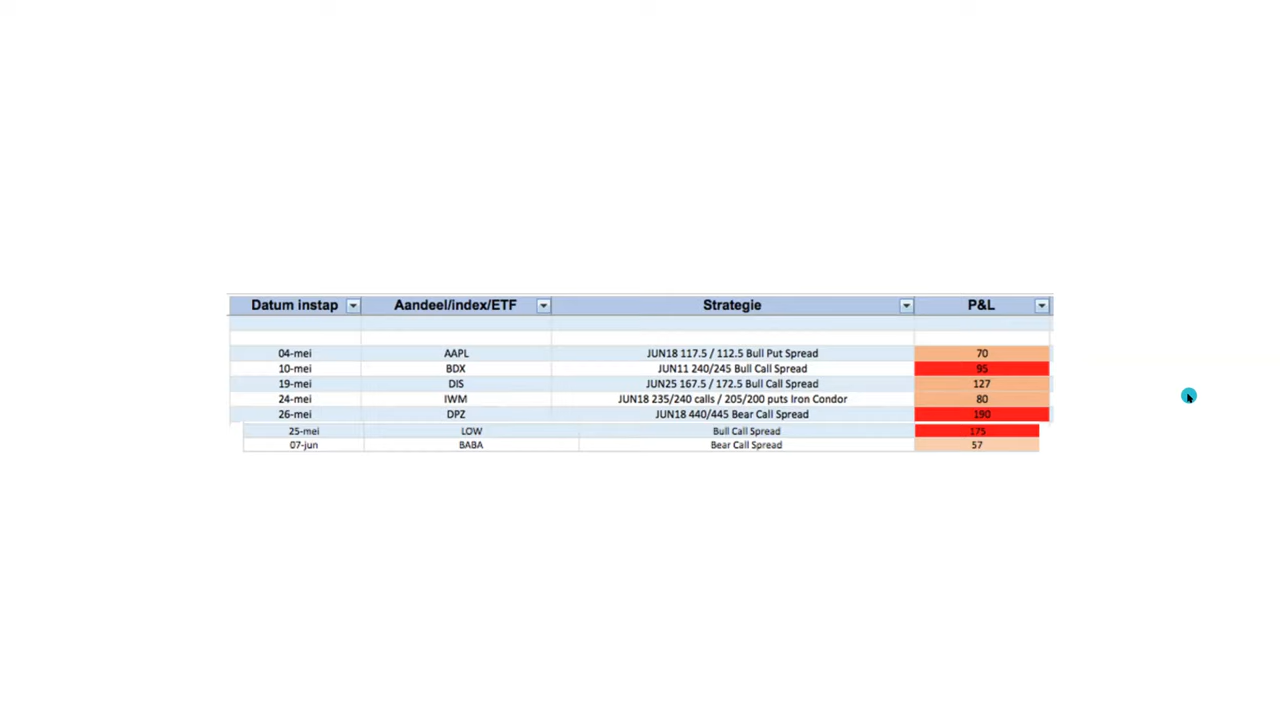 Datum instap Aandeel/index/ETF Strategie P&L
04-mei AAPL JUN18 117.5 / 112.5 Bull Put Spread 70
10-mei BDX JUN11 240/245 Bull Call Spread 95
19-mei DIS JUN25 167.5 / 172.5 Bull Call Spread 127
24-mei IWM JUN18 235/240 calls / 205/200 puts Iron Condor 80
26-mei DPZ JUN18 440/445 Bear Call Spread 190
25-mei LOW Bull Call Spread 175
07-jun BABA Bear Call Spread 57